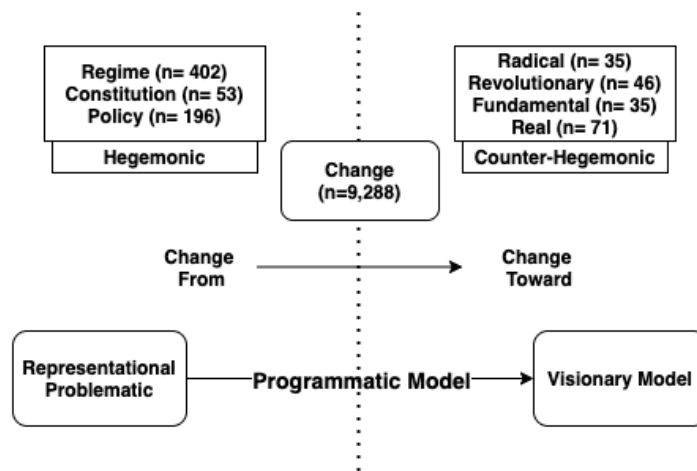 Regime (n= 402)
Constitution (n= 53)
Policy (n= 196)
Hegemonic
Radical (n= 35)
Revolutionary (n= 46)
Fundamental (n= 35)
Real (n= 71)
Counter-Hegemonic
Change
(n=9,288)
Change
From
Change
Toward
Representational
Problematic
Programmatic Model
Visionary Model